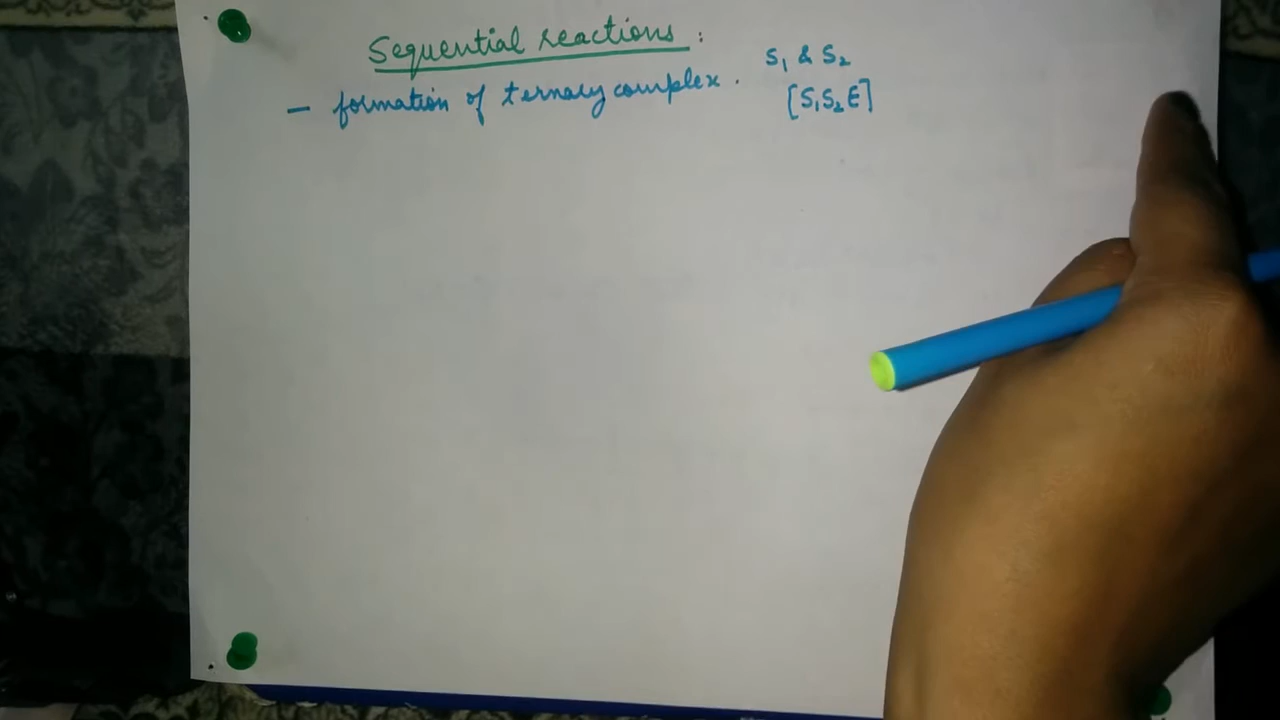 Sequential reactions :
– formation of ternary complex .
S₁ & S₂
[S₁S₂E]